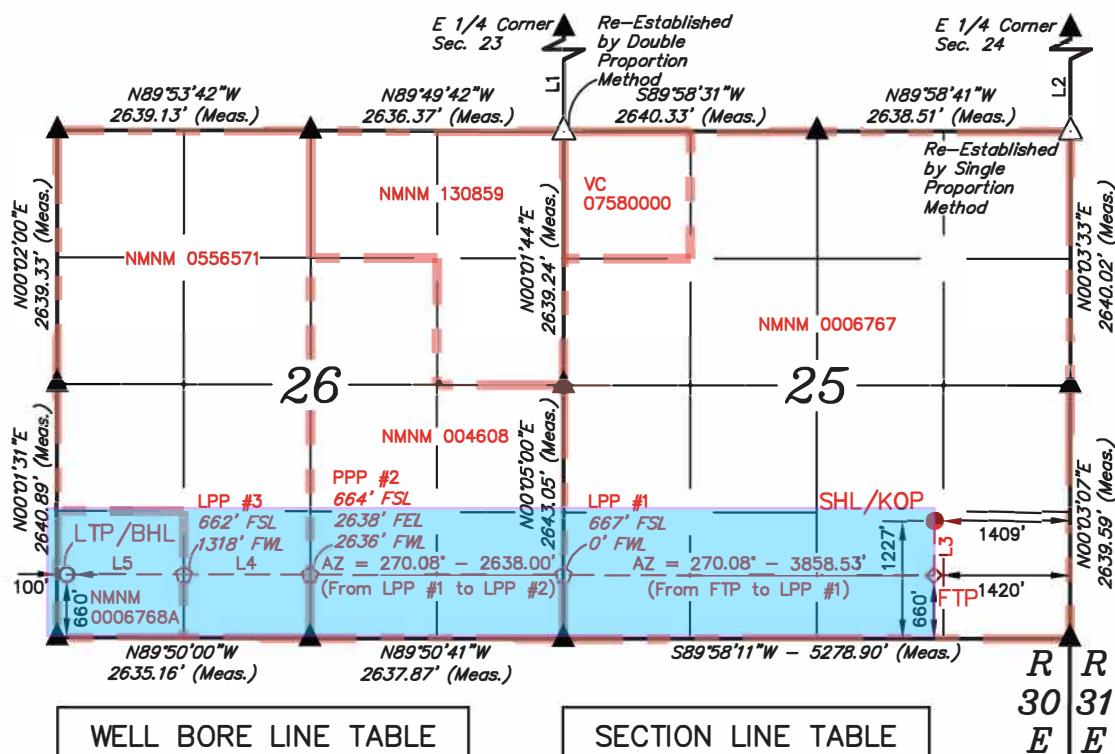 E 1/4 Corner
Sec. 23
Re-Established
by Double
Proportion
Method
E 1/4 Corner
Sec. 24
L1
L2
N89°53'42"W
2639.13' (Meas.)
N89°49'42"W
2636.37' (Meas.)
S89°58'31"W
2640.33' (Meas.)
N89°58'41"W
2638.51' (Meas.)
Re-Established
by Single
Proportion
Method
N00°02'00"E
2639.33' (Meas.)
NMNM 0556571
NMNM 130859
N00°01'44"E
2639.24' (Meas.)
VC
07580000
NMNM 0006767
N00°03'33"E
2640.02' (Meas.)
26
25
N00°01'31"E
2640.89' (Meas.)
NMNM 004608
N00°05'00"E
2643.05' (Meas.)
N00°03'07"E
2639.59' (Meas.)
LPP #3
662' FSL
1318' FWL
PPP #2
664' FSL
2638' FEL
2636' FWL
LPP #1
667' FSL
0' FWL
SHL/KOP
LTP/BHL
L5
L4
AZ = 270.08° - 2638.00'
(From LPP #1 to LPP #2)
AZ = 270.08° - 3858.53'
(From FTP to LPP #1)
1227'
L3
1409'
100'
660'
NMNM
0006768A
660'
FTP
1420'
N89°50'00"W
2635.16' (Meas.)
N89°50'41"W
2637.87' (Meas.)
S89°58'11"W - 5278.90' (Meas.)
R R
30 31
E E
WELL BORE LINE TABLE
SECTION LINE TABLE